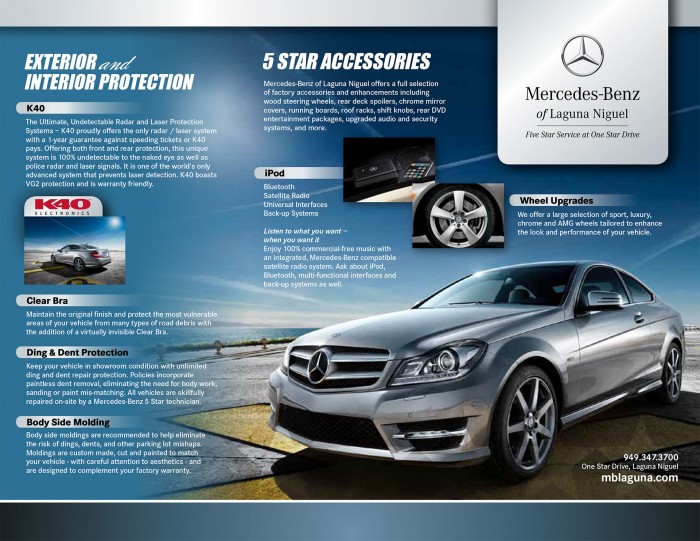 EXTERIOR and
INTERIOR PROTECTION
K40
The Ultimate, Undetectable Radar and Laser Protection
Systems – K40 proudly offers the only radar / laser system
with a 1-year guarantee against speeding tickets or K40
pays. Offering both front and rear protection, this unique
system is 100% undetectable to the naked eye as well as
police radar and laser signals. It is one of the world's only
advanced system that prevents laser detection. K40 boasts
VG2 protection and is warranty friendly.
K40
ELECTRONICS
Clear Bra
Maintain the original finish and protect the most vulnerable
areas of your vehicle from many types of road debris with
the addition of a virtually invisible Clear Bra.
Ding & Dent Protection
Keep your vehicle in showroom condition with unlimited
ding and dent repair protection. Policies incorporate
paintless dent removal, eliminating the need for body work,
sanding or paint mis-matching. All vehicles are skillfully
repaired on-site by a Mercedes-Benz 5 Star technician.
Body Side Molding
Body side moldings are recommended to help eliminate
the risk of dings, dents, and other parking lot mishaps.
Moldings are custom made, cut and painted to match
your vehicle - with careful attention to aesthetics - and
are designed to complement your factory warranty.
5 STAR ACCESSORIES
Mercedes-Benz of Laguna Niguel offers a full selection
of factory accessories and enhancements including
wood steering wheels, rear deck spoilers, chrome mirror
covers, running boards, roof racks, shift knobs, rear DVD
entertainment packages, upgraded audio and security
systems, and more.
iPod
Bluetooth
Satellite Radio
Universal Interfaces
Back-up Systems
Listen to what you want –
when you want it
Enjoy 100% commercial-free music with
an integrated, Mercedes-Benz compatible
satellite radio system. Ask about iPod,
Bluetooth, multi-functional interfaces and
back-up systems as well.
Mercedes-Benz
of Laguna Niguel
Five Star Service at One Star Drive
Wheel Upgrades
We offer a large selection of sport, luxury,
chrome and AMG wheels tailored to enhance
the look and performance of your vehicle.
949.347.3700
One Star Drive, Laguna Niguel
mblaguna.com